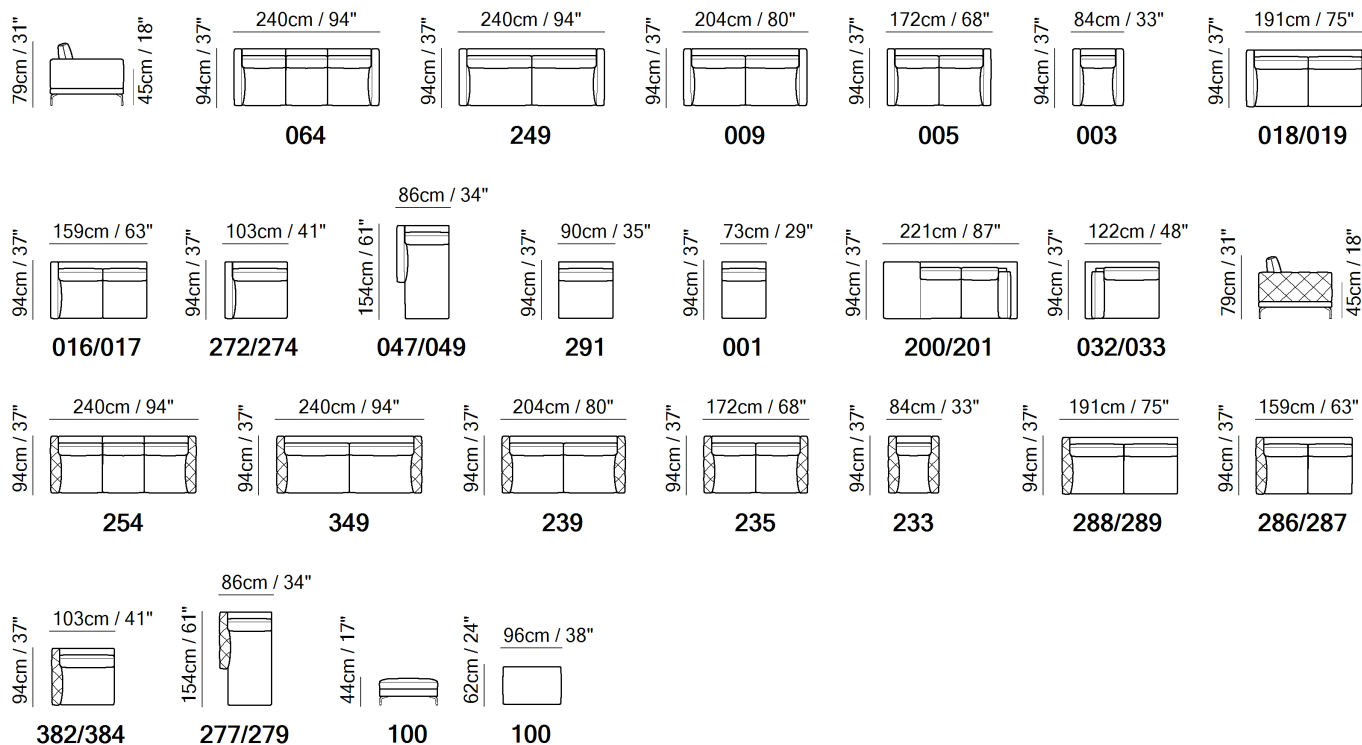 79cm / 31"
45cm / 18"
94cm / 37"
240cm / 94"
064
94cm / 37"
240cm / 94"
249
94cm / 37"
204cm / 80"
009
94cm / 37"
172cm / 68"
005
94cm / 37"
84cm / 33"
003
94cm / 37"
191cm / 75"
018/019
94cm / 37"
159cm / 63"
016/017
94cm / 37"
103cm / 41"
272/274
154cm / 61"
86cm / 34"
047/049
94cm / 37"
90cm / 35"
291
94cm / 37"
73cm / 29"
001
94cm / 37"
221cm / 87"
200/201
94cm / 37"
122cm / 48"
032/033
79cm / 31"
45cm / 18"
94cm / 37"
240cm / 94"
254
94cm / 37"
240cm / 94"
349
94cm / 37"
204cm / 80"
239
94cm / 37"
172cm / 68"
235
94cm / 37"
84cm / 33"
233
94cm / 37"
191cm / 75"
288/289
94cm / 37"
159cm / 63"
286/287
94cm / 37"
103cm / 41"
382/384
154cm / 61"
86cm / 34"
277/279
44cm / 17"
100
62cm / 24"
96cm / 38"
100